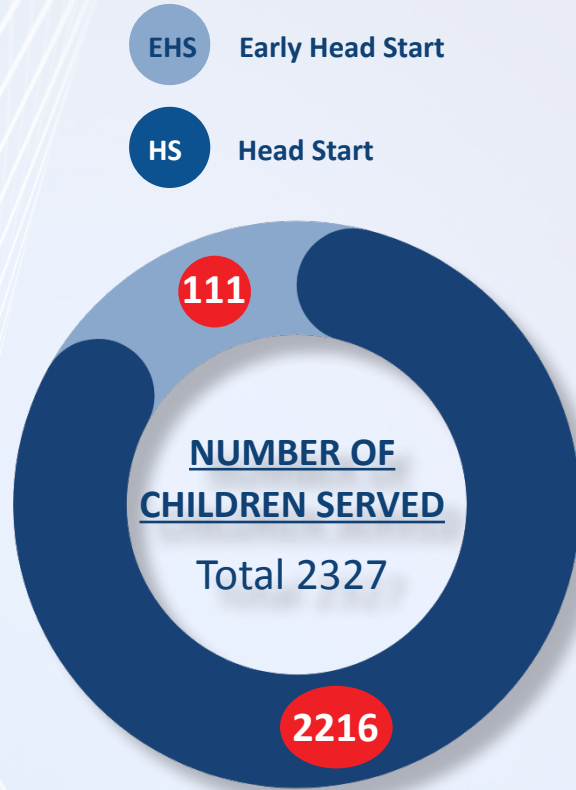 EHS Early Head Start
HS Head Start
111
NUMBER OF
CHILDREN SERVED
Total 2327
2216